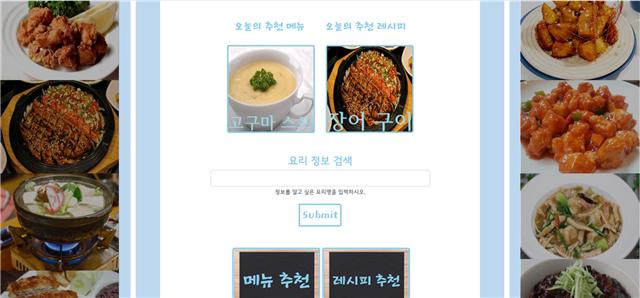 오늘의 추천 메뉴
오늘의 추천 레시피
고구마 스프
장어 구이
요리 정보 검색
정보를 알고 싶은 요리명을 입력하시오.
Submit
메뉴 추천
레시피 추천